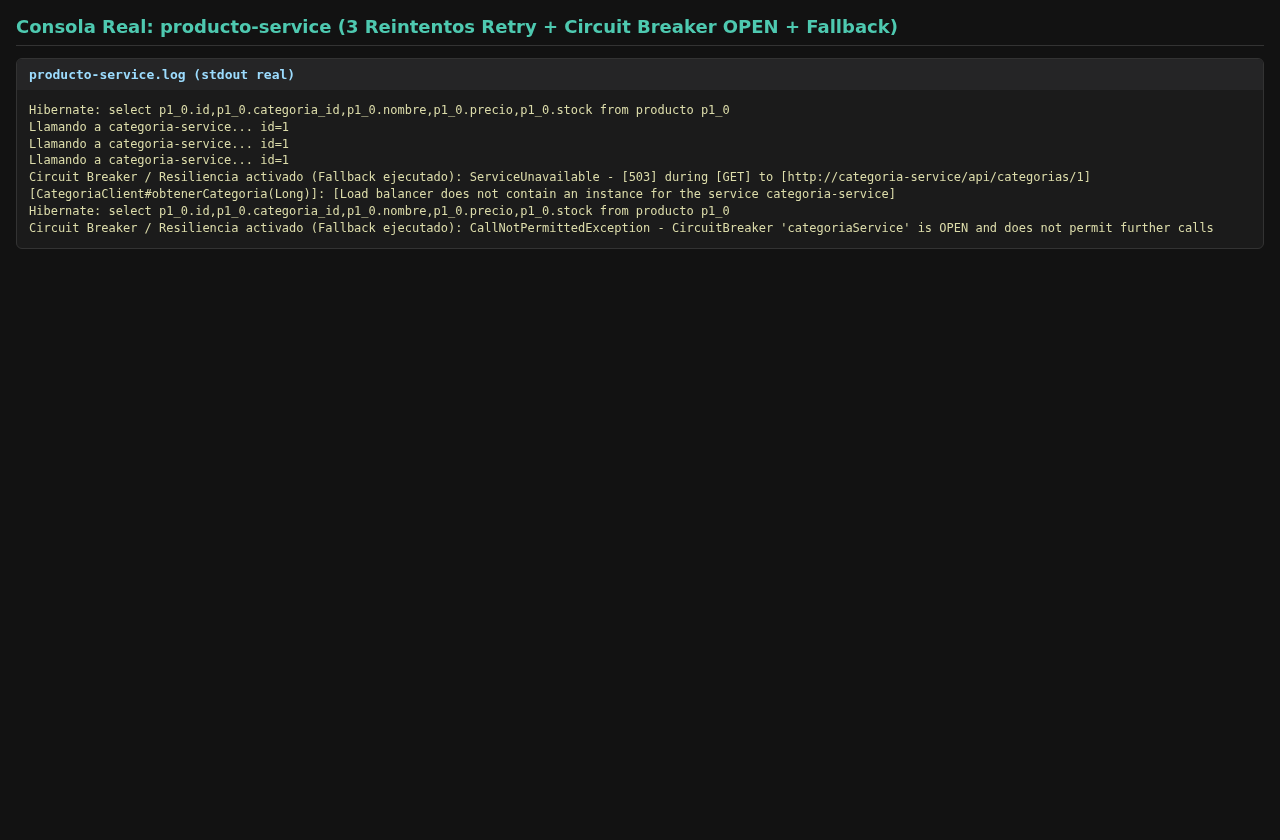 Consola Real: producto-service (3 Reintentos Retry + Circuit Breaker OPEN + Fallback)
producto-service.log (stdout real)
Hibernate: select p1_0.id,p1_0.categoria_id,p1_0.nombre,p1_0.precio,p1_0.stock from producto p1_0
Llamando a categoria-service... id=1
Llamando a categoria-service... id=1
Llamando a categoria-service... id=1
Circuit Breaker / Resiliencia activado (Fallback ejecutado): ServiceUnavailable - [503] during [GET] to [http://categoria-service/api/categorias/1]
[CategoriaClient#obtenerCategoria(Long)]: [Load balancer does not contain an instance for the service categoria-service]
Hibernate: select p1_0.id,p1_0.categoria_id,p1_0.nombre,p1_0.precio,p1_0.stock from producto p1_0
Circuit Breaker / Resiliencia activado (Fallback ejecutado): CallNotPermittedException - CircuitBreaker 'categoriaService' is OPEN and does not permit further calls